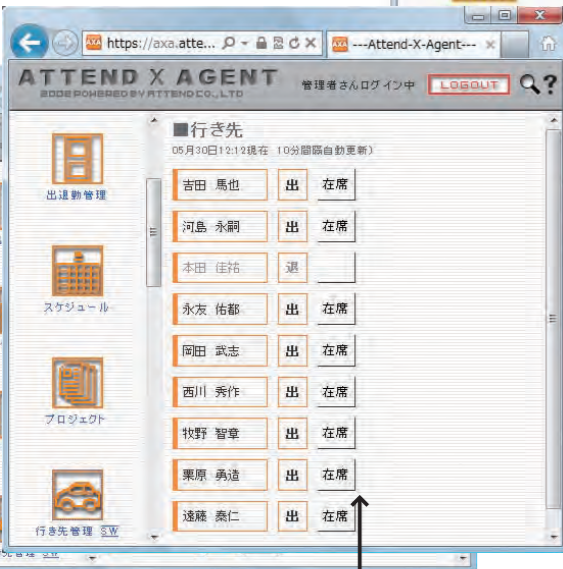 https://axa.atte...
---Attend-X-Agent---
ATTEND X AGENT
2002 POWERED BY ATTEND CO.,LTD
管理者さんログイン中
LOGOUT
?
出退勤管理
スケジュール
プロジェクト
行き先管理 SW
■行き先
05月30日12:12現在 10分間隔自動更新)
吉田 馬也 出 在席
河島 永嗣 出 在席
本田 佳祐 退
永友 佑都 出 在席
岡田 武志 出 在席
西川 秀作 出 在席
牧野 智章 出 在席
栗原 勇造 出 在席
遠藤 泰仁 出 在席